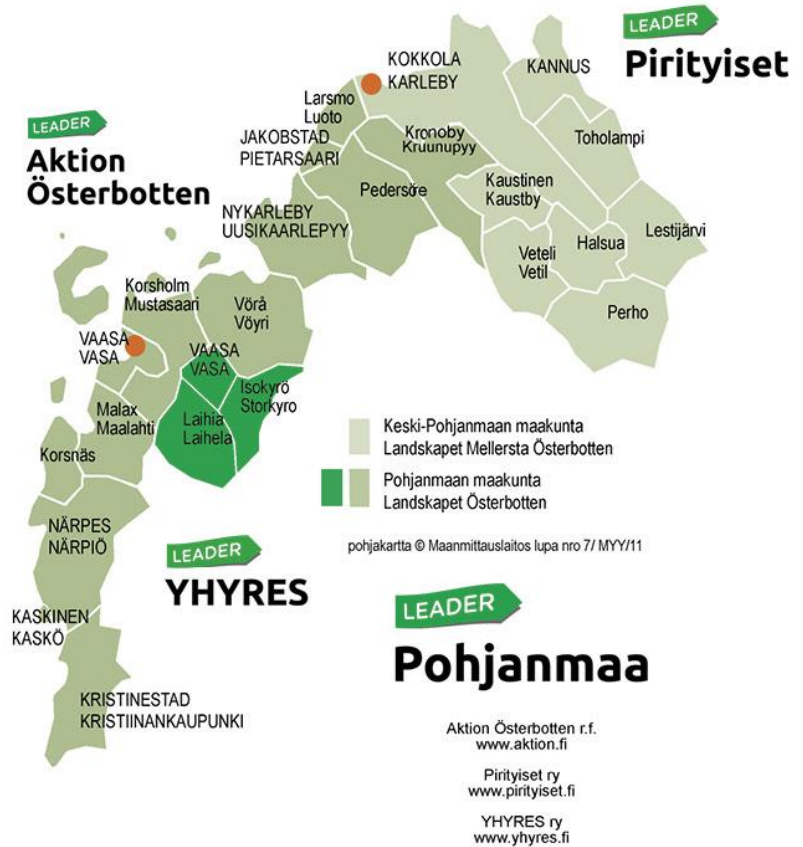 LEADER
Pirityiset
KOKKOLA
KARLEBY
KANNUS
Larsmo
Luoto
Kronoby
Kruunupyy
Toholampi
LEADER
Aktion
Österbotten
JAKOBSTAD
PIETARSAARI
Pedersöre
Kaustinen
Kaustby
NYKARLEBY
UUSIKAARLEPYY
Lestijärvi
Halsua
Veteli
Vetil
Korsholm
Mustasaari
Vörå
Vöyri
Perho
VAASA
VASA
VAASA
VASA
Isokyrö
Storkyro
Malax
Maalahti
Laihia
Laihela
Korsnäs
Keski-Pohjanmaan maakunta
Landskapet Mellersta Österbotten
Pohjanmaan maakunta
Landskapet Österbotten
NÄRPES
NÄRPIÖ
pohjakartta © Maanmittauslaitos lupa nro 7/ MYY/11
LEADER
YHYRES
KASKINEN
KASKÖ
LEADER
Pohjanmaa
KRISTINESTAD
KRISTIINANKAUPUNKI
Aktion Österbotten r.f.
www.aktion.fi
Pirityiset ry
www.pirityiset.fi
YHYRES ry
www.yhyres.fi